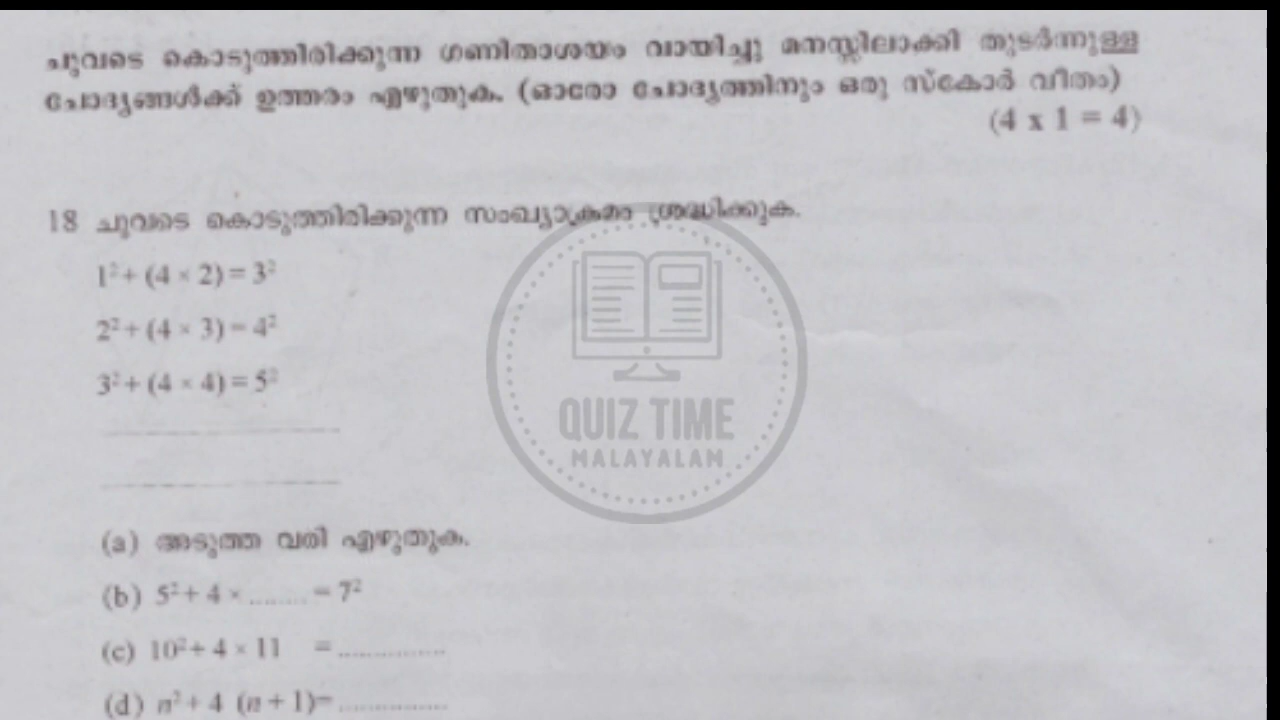 ചുവടെ കൊടുത്തിരിക്കുന്ന ഗണിതാശയം വായിച്ചു മനസ്സിലാക്കി തുടർന്നുള്ള
ചോദ്യങ്ങൾക്ക് ഉത്തരം എഴുതുക. (ഓരോ ചോദ്യത്തിനും ഒരു സ്കോർ വീതം)
(4 x 1 = 4)
18 ചുവടെ കൊടുത്തിരിക്കുന്ന സംഖ്യാക്രമം ശ്രദ്ധിക്കുക.
1² + (4 × 2) = 3²
2² + (4 × 3) = 4²
3² + (4 × 4) = 5²
QUIZ TIME
MALAYALAM
(a) അടുത്ത വരി എഴുതുക.
(b) 5² + 4 × ........ = 7²
(c) 10² + 4 × 11 = ...............
(d) n² + 4 (n + 1)= ...............